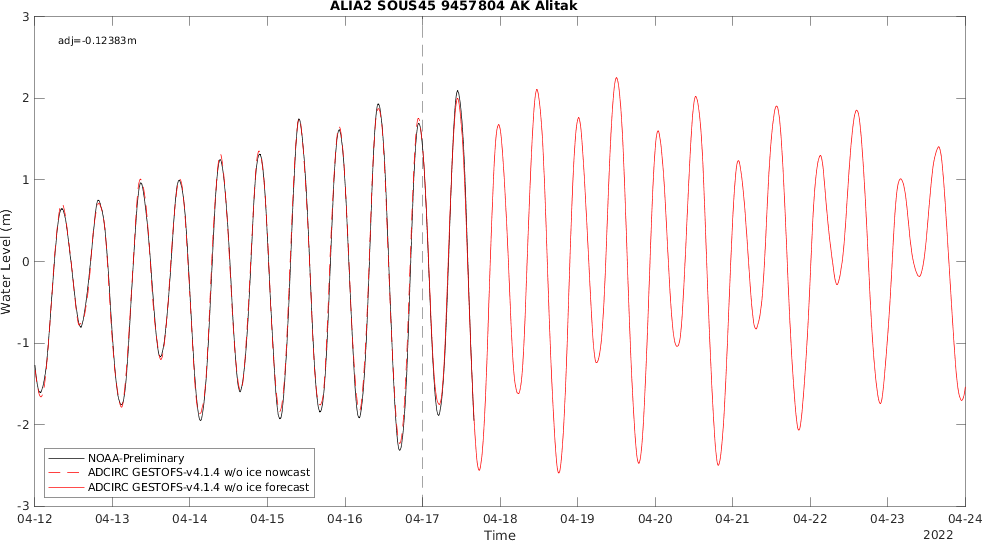 ALIA2 SOUS45 9457804 AK Alitak
adj=-0.12383m
3
2
1
0
-1
-2
-3
Water Level (m)
NOAA-Preliminary
ADCIRC GESTOFS-v4.1.4 w/o ice nowcast
ADCIRC GESTOFS-v4.1.4 w/o ice forecast
04-12 04-13 04-14 04-15 04-16 04-17 04-18 04-19 04-20 04-21 04-22 04-23 04-24
Time
2022